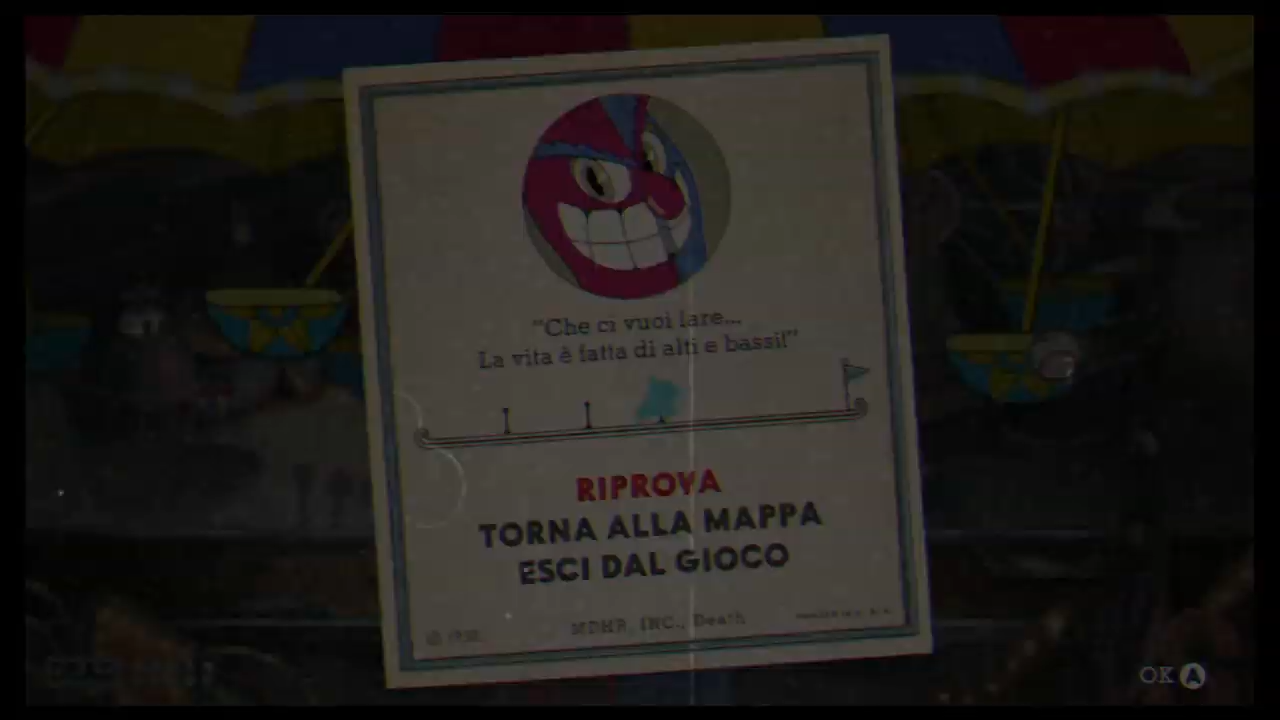 "Che ci vuoi fare...
La vita è fatta di alti e bassi!"
RIPROVA
TORNA ALLA MAPPA
ESCI DAL GIOCO
MDHR, INC., Death
OK A